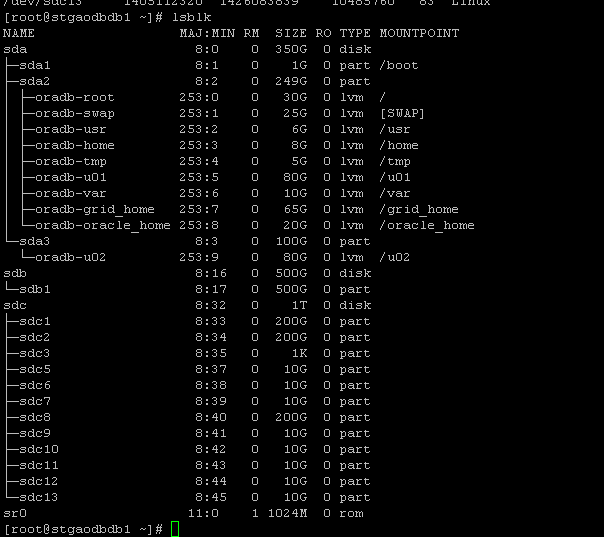 /dev/sdc13 1405112320 1426083839 10485760 83 Linux
[root@stgaodbdb1 ~]# lsblk
NAME MAJ:MIN RM SIZE RO TYPE MOUNTPOINT
sda 8:0 0 350G 0 disk
├─sda1 8:1 0 1G 0 part /boot
├─sda2 8:2 0 249G 0 part
│ ├─oradb-root 253:0 0 30G 0 lvm /
│ ├─oradb-swap 253:1 0 25G 0 lvm [SWAP]
│ ├─oradb-usr 253:2 0 6G 0 lvm /usr
│ ├─oradb-home 253:3 0 8G 0 lvm /home
│ ├─oradb-tmp 253:4 0 5G 0 lvm /tmp
│ ├─oradb-u01 253:5 0 80G 0 lvm /u01
│ ├─oradb-var 253:6 0 10G 0 lvm /var
│ ├─oradb-grid_home 253:7 0 65G 0 lvm /grid_home
│ └─oradb-oracle_home 253:8 0 20G 0 lvm /oracle_home
└─sda3 8:3 0 100G 0 part
  └─oradb-u02 253:9 0 80G 0 lvm /u02
sdb 8:16 0 500G 0 disk
└─sdb1 8:17 0 500G 0 part
sdc 8:32 0 1T 0 disk
├─sdc1 8:33 0 200G 0 part
├─sdc2 8:34 0 200G 0 part
├─sdc3 8:35 0 1K 0 part
├─sdc5 8:37 0 10G 0 part
├─sdc6 8:38 0 10G 0 part
├─sdc7 8:39 0 10G 0 part
├─sdc8 8:40 0 200G 0 part
├─sdc9 8:41 0 10G 0 part
├─sdc10 8:42 0 10G 0 part
├─sdc11 8:43 0 10G 0 part
├─sdc12 8:44 0 10G 0 part
└─sdc13 8:45 0 10G 0 part
sr0 11:0 1 1024M 0 rom
[root@stgaodbdb1 ~]#